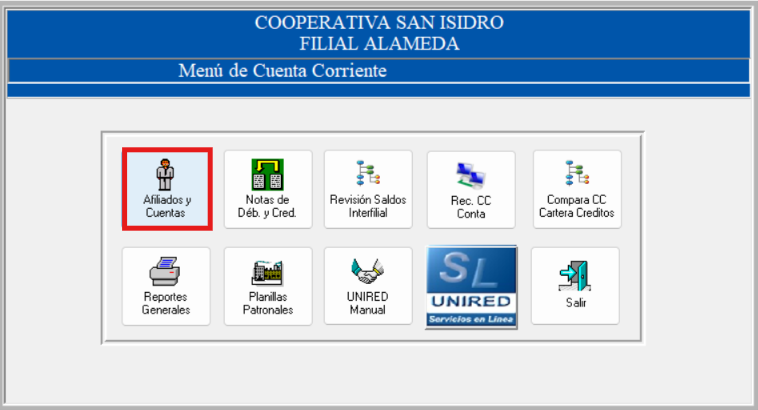 COOPERATIVA SAN ISIDRO
FILIAL ALAMEDA
Menú de Cuenta Corriente
Afiliados y
Cuentas
Notas de
Déb. y Cred.
Revisión Saldos
Interfilial
Rec. CC
Conta
Compara CC
Cartera Creditos
Reportes
Generales
Planillas
Patronales
UNIRED
Manual
SL
UNIRED
Servicios en Línea
Salir